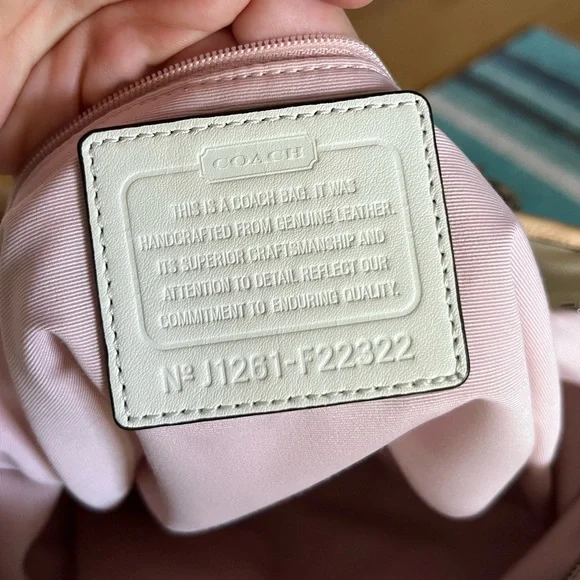 COACH
THIS IS A COACH BAG. IT WAS
HANDCRAFTED FROM GENUINE LEATHER.
ITS SUPERIOR CRAFTSMANSHIP AND
ATTENTION TO DETAIL REFLECT OUR
COMMITMENT TO ENDURING QUALITY.
Nº J1261-F22322